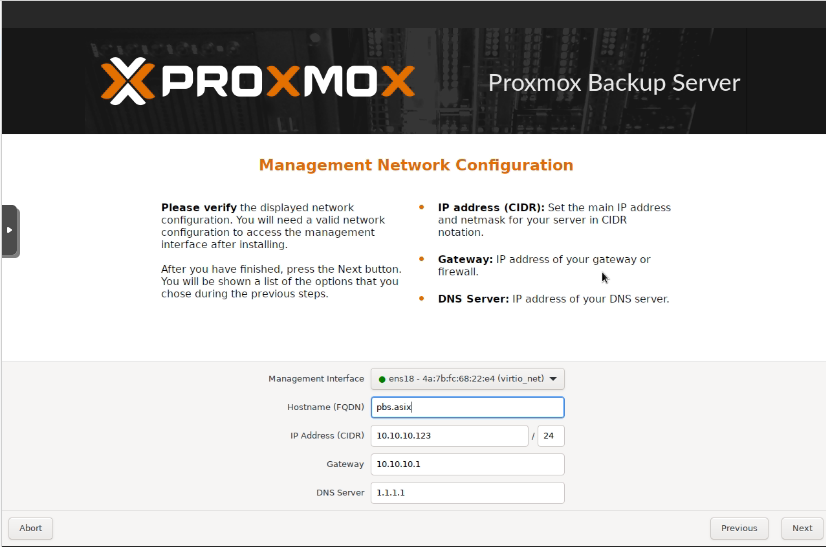 PROXMOX
Proxmox Backup Server
Management Network Configuration
Please verify the displayed network
configuration. You will need a valid network
configuration to access the management
interface after installing.
After you have finished, press the Next button.
You will be shown a list of the options that you
chose during the previous steps.
IP address (CIDR): Set the main IP address
and netmask for your server in CIDR
notation.
Gateway: IP address of your gateway or
firewall.
DNS Server: IP address of your DNS server.
Management Interface ens18 - 4a:7b:fc:68:22:e4 (virtio_net)
Hostname (FQDN) pbs.asix
IP Address (CIDR) 10.10.10.123 / 24
Gateway 10.10.10.1
DNS Server 1.1.1.1
Abort Previous Next